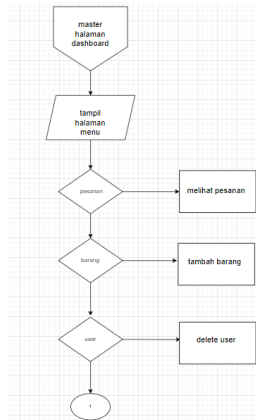 master
halaman
dashboard
tampil
halaman
menu
pesanan
melihat pesanan
barang
tambah barang
user
delete user
1